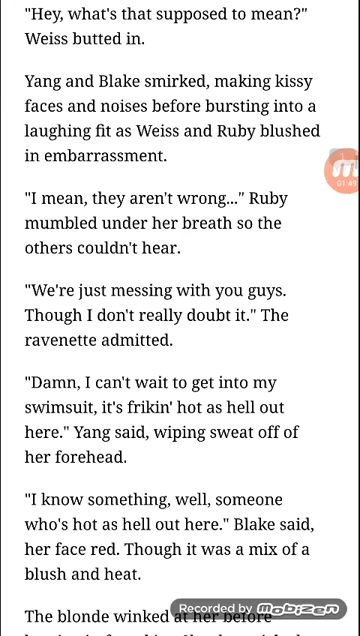 "Hey, what's that supposed to mean?"
Weiss butted in.
Yang and Blake smirked, making kissy
faces and noises before bursting into a
laughing fit as Weiss and Ruby blushed
in embarrassment.
01:49
"I mean, they aren't wrong..." Ruby
mumbled under her breath so the
others couldn't hear.
"We're just messing with you guys.
Though I don't really doubt it." The
ravenette admitted.
"Damn, I can't wait to get into my
swimsuit, it's frikin' hot as hell out
here." Yang said, wiping sweat off of
her forehead.
"I know something, well, someone
who's hot as hell out here." Blake said,
her face red. Though it was a mix of a
blush and heat.
The blonde winked at her before
Recorded by Mobizen